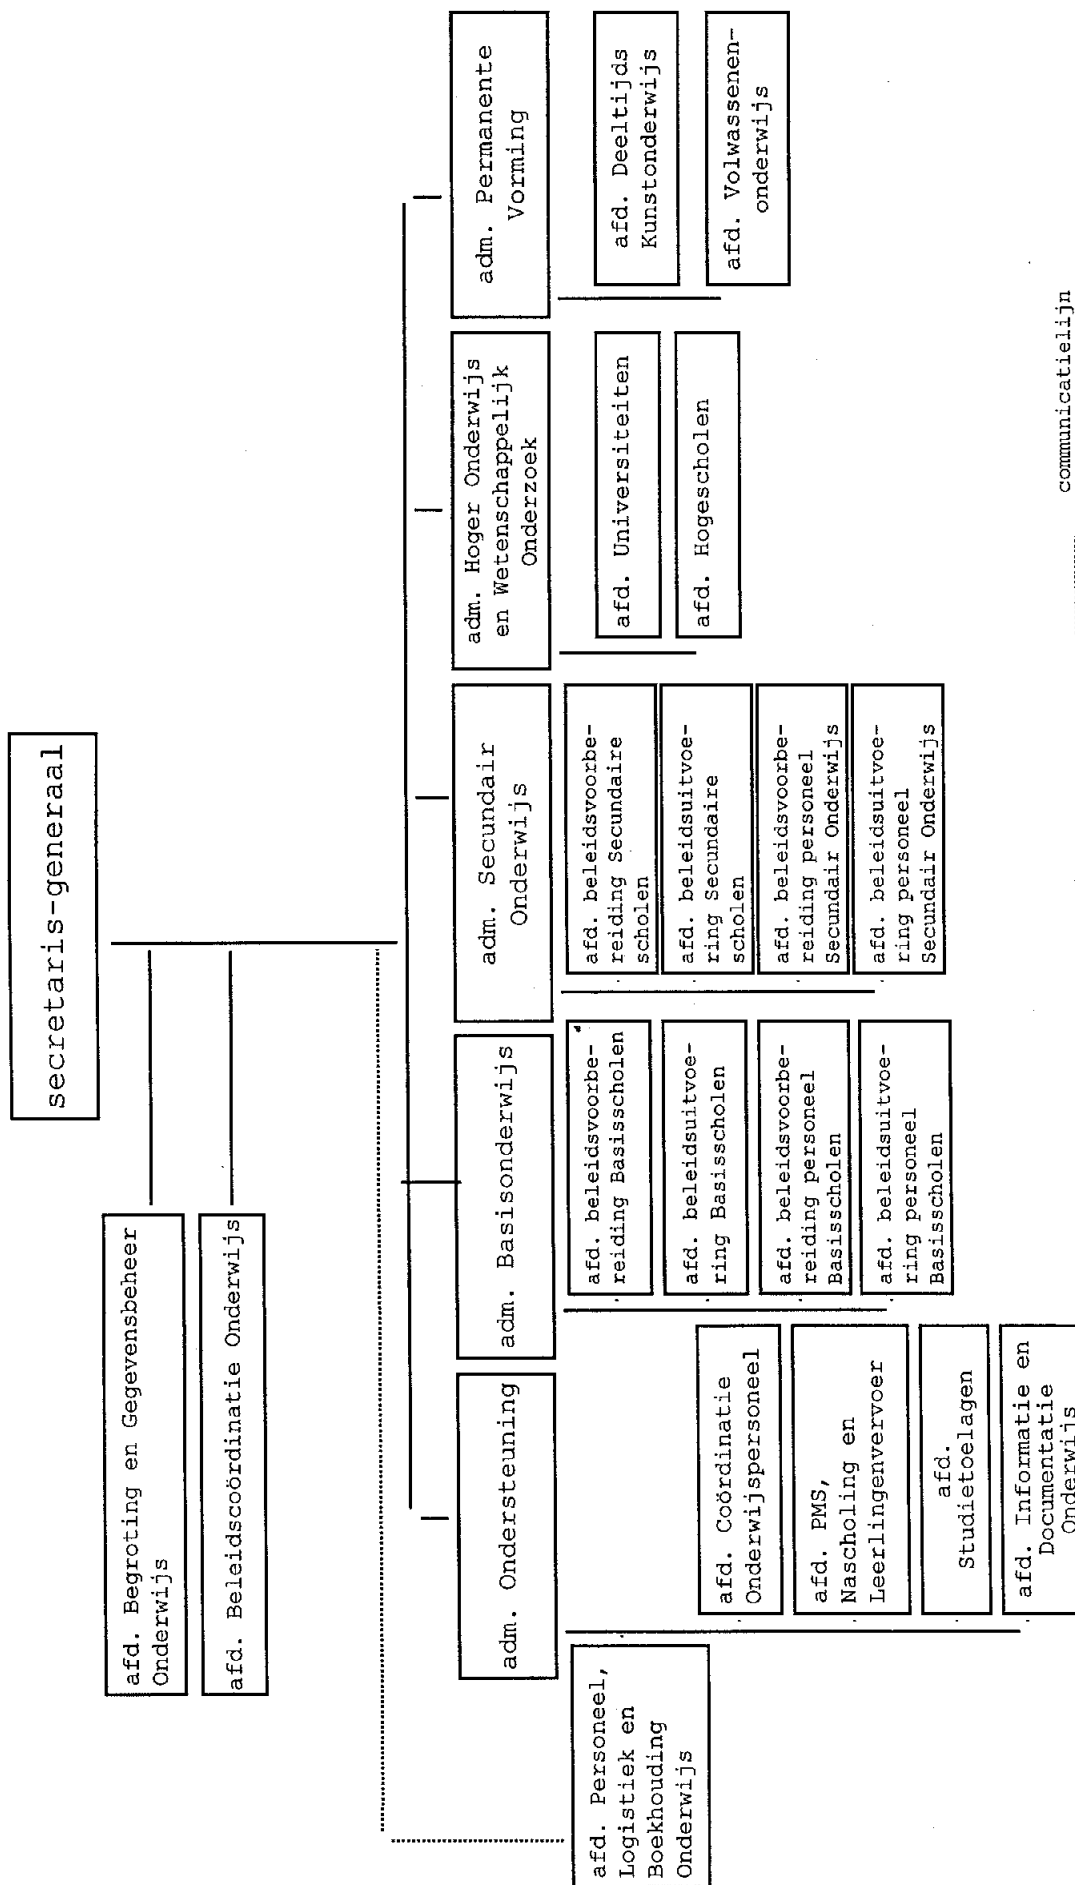 secretaris-generaal
afd. Begroting en Gegevensbeheer
Onderwijs
afd. Beleidscoördinatie Onderwijs
adm. Ondersteuning
adm. Basisonderwijs
adm. Secundair
Onderwijs
adm. Hoger Onderwijs
en Wetenschappelijk
Onderzoek
adm. Permanente
Vorming
afd. Personeel,
Logistiek en
Boekhouding
Onderwijs
afd. Coördinatie
Onderwijspersoneel
afd. PMS,
Nascholing en
Leerlingenvervoer
afd.
Studietoelagen
afd. Informatie en
Documentatie
Onderwijs
afd. beleidsvoorbe-
reiding Basisscholen
afd. beleidsuitvoe-
ring Basisscholen
afd. beleidsvoorbe-
reiding personeel
Basisscholen
afd. beleidsuitvoe-
ring personeel
Basisscholen
afd. beleidsvoorbe-
reiding Secundaire
scholen
afd. beleidsuitvoe-
ring Secundaire
scholen
afd. beleidsvoorbe-
reiding personeel
Secundair Onderwijs
afd. beleidsuitvoe-
ring personeel
Secundair Onderwijs
afd. Universiteiten
afd. Hogescholen
afd. Deeltijds
Kunstonderwijs
afd. Volwassenen-
onderwijs
communicatielijn